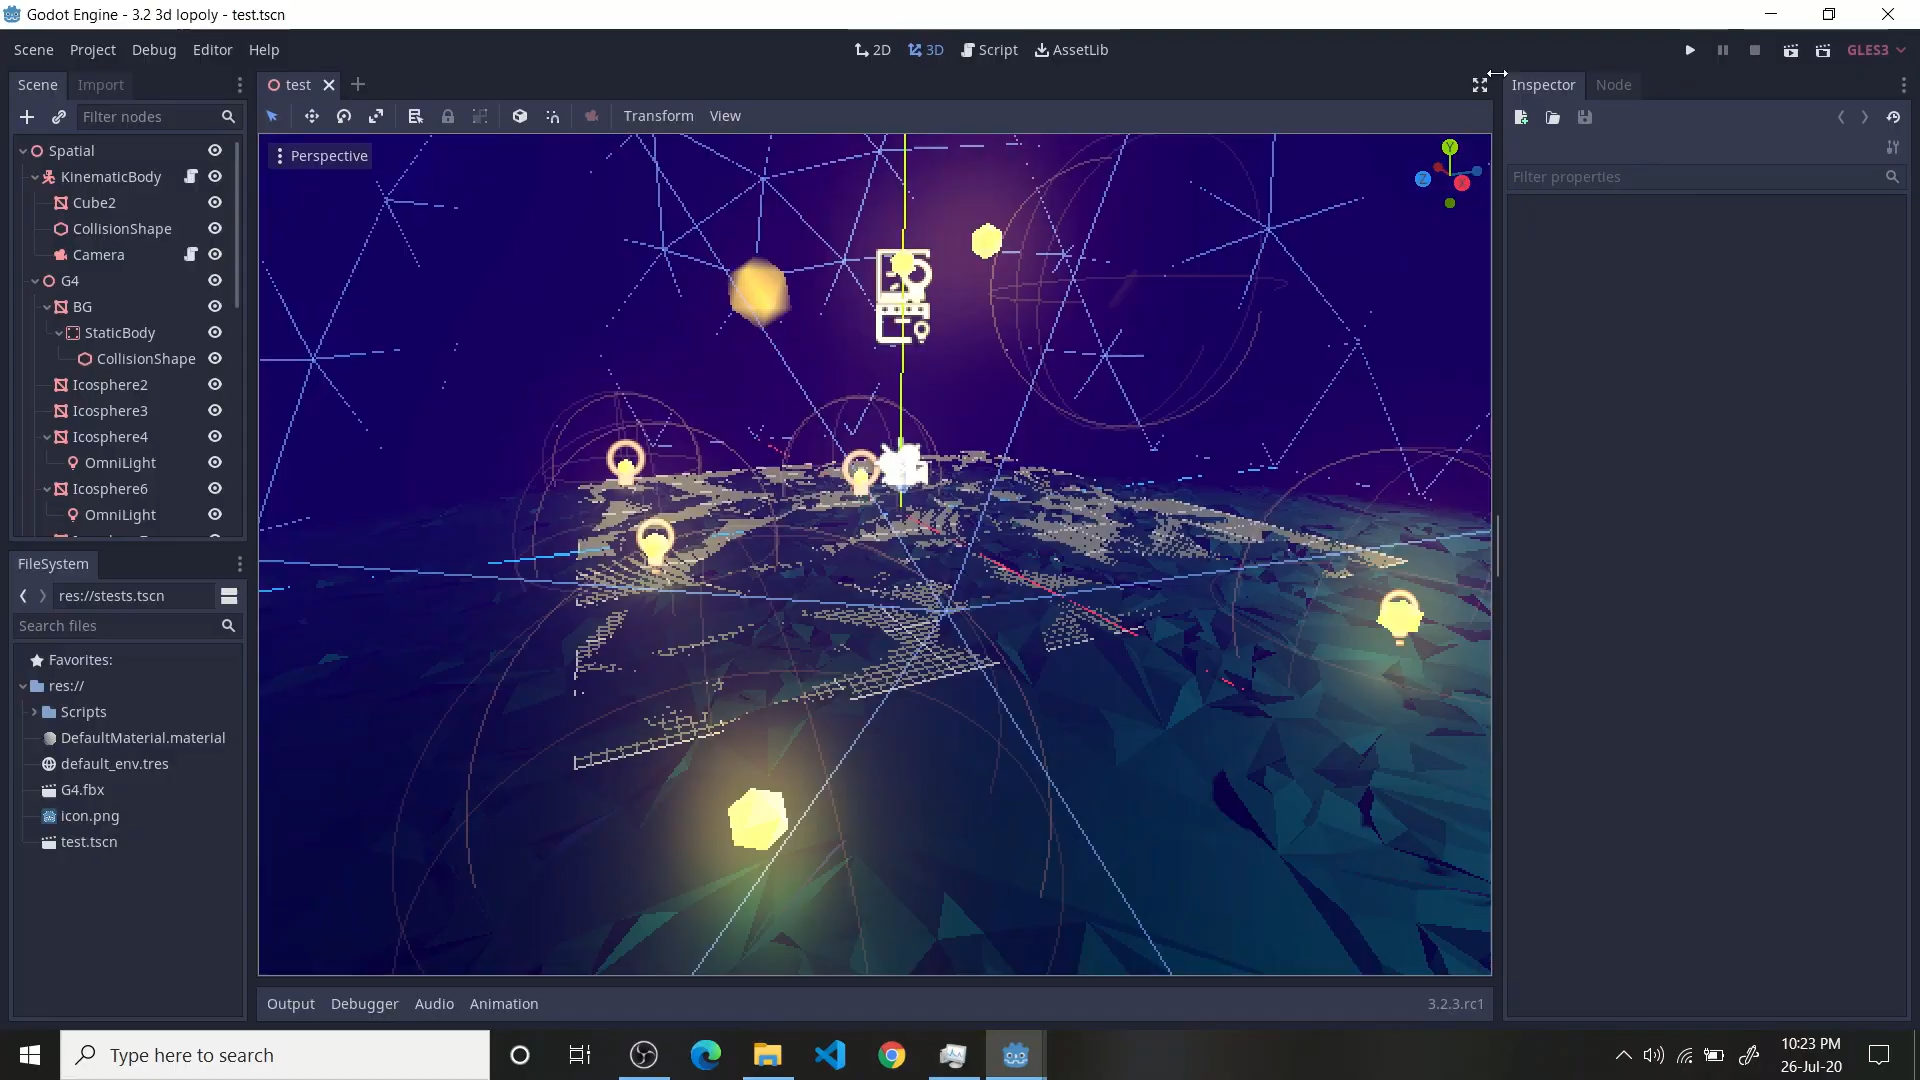 Godot Engine - 3.2 3d lopoly - test.tscn
Scene Project Debug Editor Help
2D 3D Script AssetLib
GLES3
Scene Import
test
Inspector Node
Filter nodes
Transform View
Perspective
Y
Z
X
Filter properties
Spatial
KinematicBody
Cube2
CollisionShape
Camera
G4
BG
StaticBody
CollisionShape
Icosphere2
Icosphere3
Icosphere4
OmniLight
Icosphere6
OmniLight
FileSystem
res://stests.tscn
Search files
Favorites:
res://
Scripts
DefaultMaterial.material
default_env.tres
G4.fbx
icon.png
test.tscn
Output Debugger Audio Animation
3.2.3.rc1
Type here to search
10:23 PM
26-Jul-20